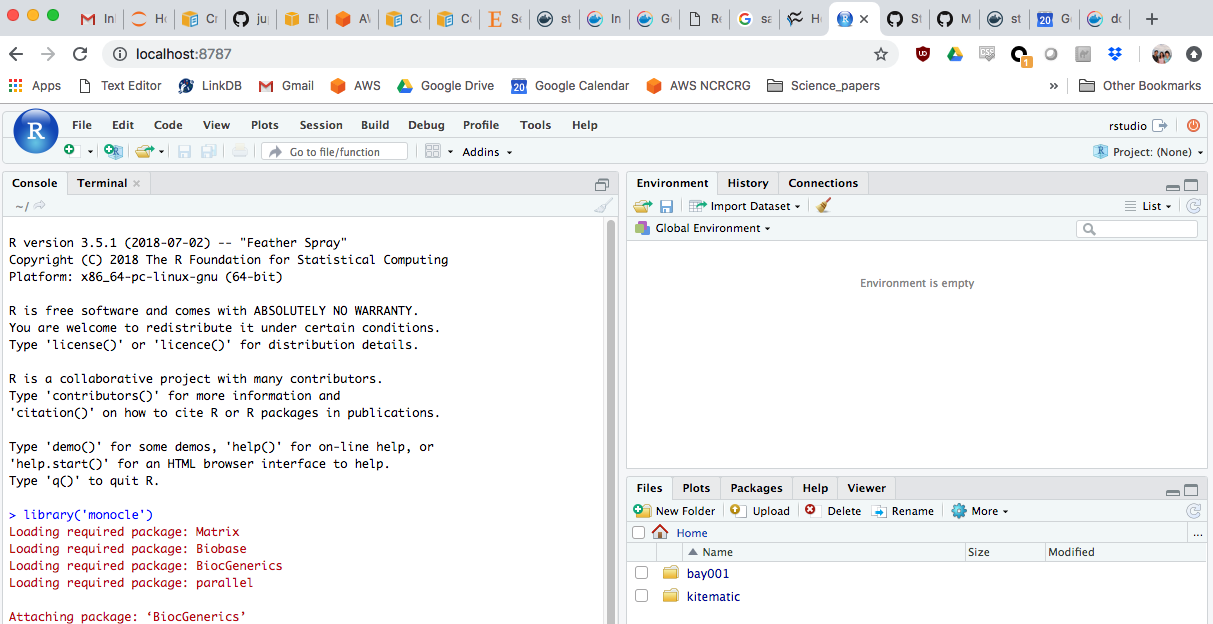 In
Ho
Cr
ju
EM
AV
Co
Co
Se
st
In
Go
Re
sa
Ho
St
M
st
Go
do
localhost:8787
Apps
Text Editor
LinkDB
Gmail
AWS
Google Drive
20
Google Calendar
AWS NCRCRG
Science_papers
»
Other Bookmarks
R
File Edit Code View Plots Session Build Debug Profile Tools Help
rstudio
Go to file/function
Addins
Project: (None)
Console Terminal
~/
R version 3.5.1 (2018-07-02) -- "Feather Spray"
Copyright (C) 2018 The R Foundation for Statistical Computing
Platform: x86_64-pc-linux-gnu (64-bit)
R is free software and comes with ABSOLUTELY NO WARRANTY.
You are welcome to redistribute it under certain conditions.
Type 'license()' or 'licence()' for distribution details.
R is a collaborative project with many contributors.
Type 'contributors()' for more information and
'citation()' on how to cite R or R packages in publications.
Type 'demo()' for some demos, 'help()' for on-line help, or
'help.start()' for an HTML browser interface to help.
Type 'q()' to quit R.
> library('monocle')
Loading required package: Matrix
Loading required package: Biobase
Loading required package: BiocGenerics
Loading required package: parallel
Attaching package: ‘BiocGenerics’
Environment History Connections
Import Dataset
List
Global Environment
Environment is empty
Files Plots Packages Help Viewer
New Folder Upload Delete Rename More
Home
...
Name Size Modified
bay001
kitematic